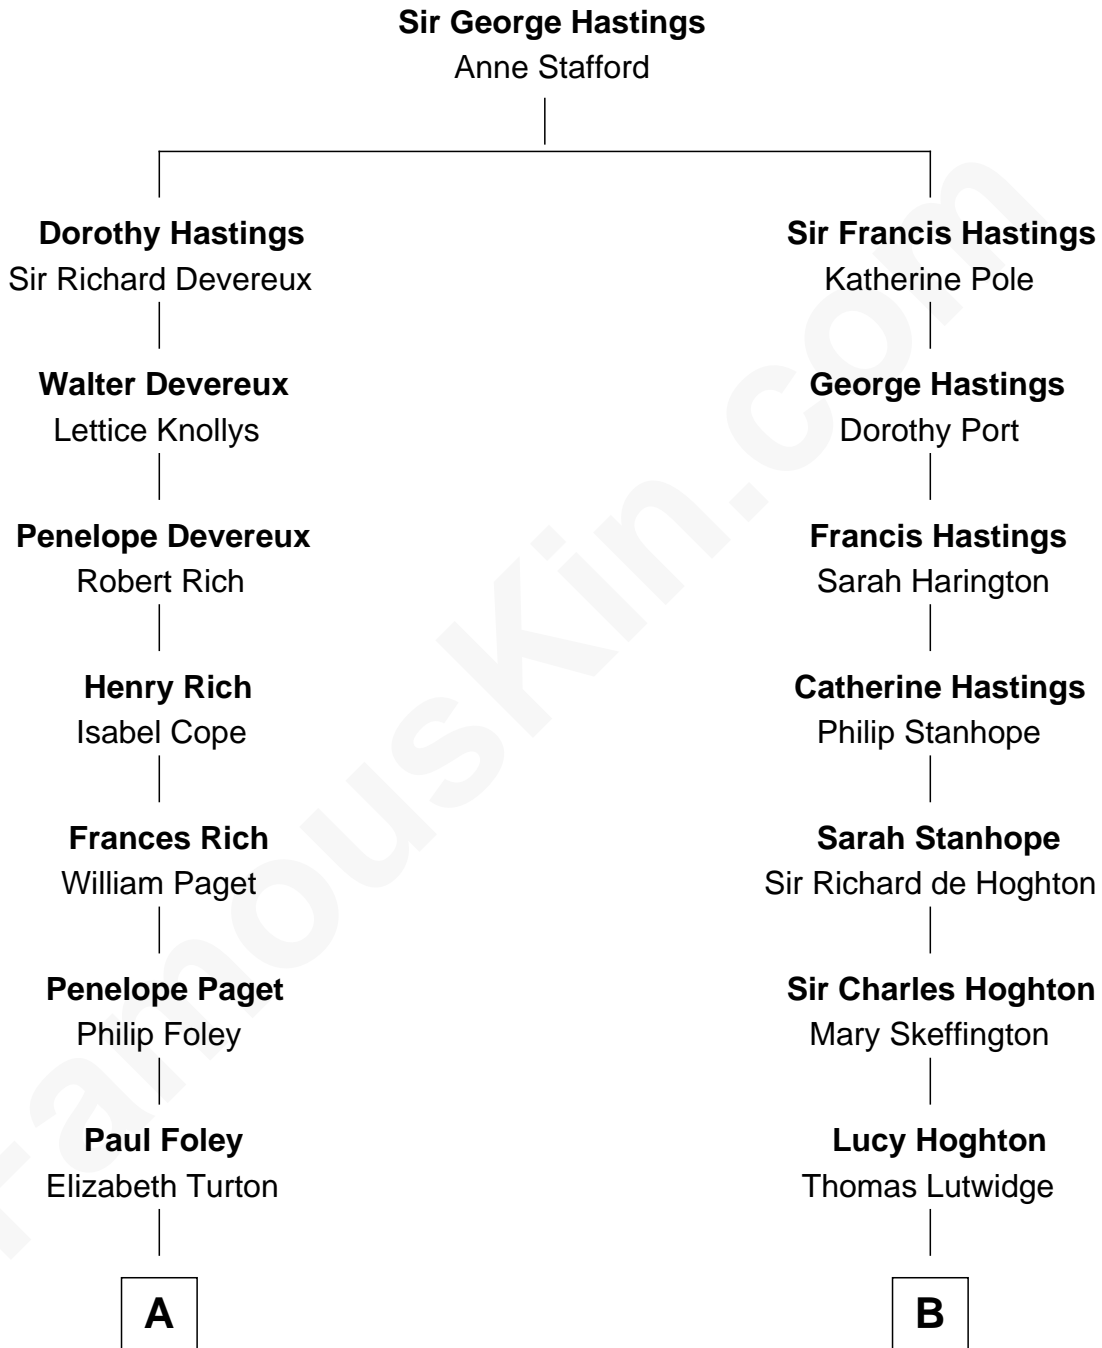 Sir George Hastings
Anne Stafford
Dorothy Hastings
Sir Richard Devereux
Sir Francis Hastings
Katherine Pole
Walter Devereux
Lettice Knollys
George Hastings
Dorothy Port
Penelope Devereux
Robert Rich
Francis Hastings
Sarah Harington
Henry Rich
Isabel Cope
Catherine Hastings
Philip Stanhope
Frances Rich
William Paget
Sarah Stanhope
Sir Richard de Hoghton
Penelope Paget
Philip Foley
Sir Charles Hoghton
Mary Skeffington
Paul Foley
Elizabeth Turton
Lucy Hoghton
Thomas Lutwidge
A
B
FamousKin.com